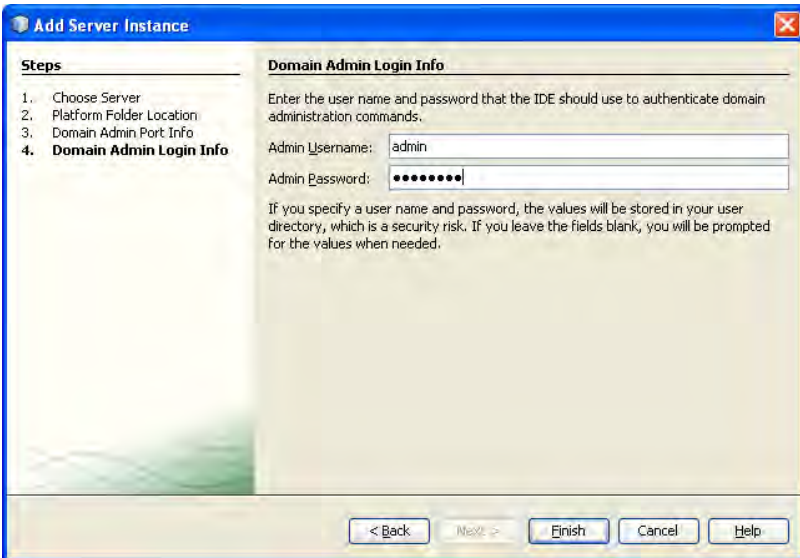 Add Server Instance
Steps
1. Choose Server
2. Platform Folder Location
3. Domain Admin Port Info
4. Domain Admin Login Info
Domain Admin Login Info
Enter the user name and password that the IDE should use to authenticate domain
administration commands.
Admin Username: admin
Admin Password: ●●●●●●●●
If you specify a user name and password, the values will be stored in your user
directory, which is a security risk. If you leave the fields blank, you will be prompted
for the values when needed.
< Back Next > Finish Cancel Help